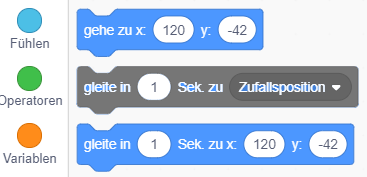 gehe zu x: 120 y: -42
Fühlen
gleite in 1 Sek. zu Zufallsposition
Operatoren
gleite in 1 Sek. zu x: 120 y: -42
Variablen